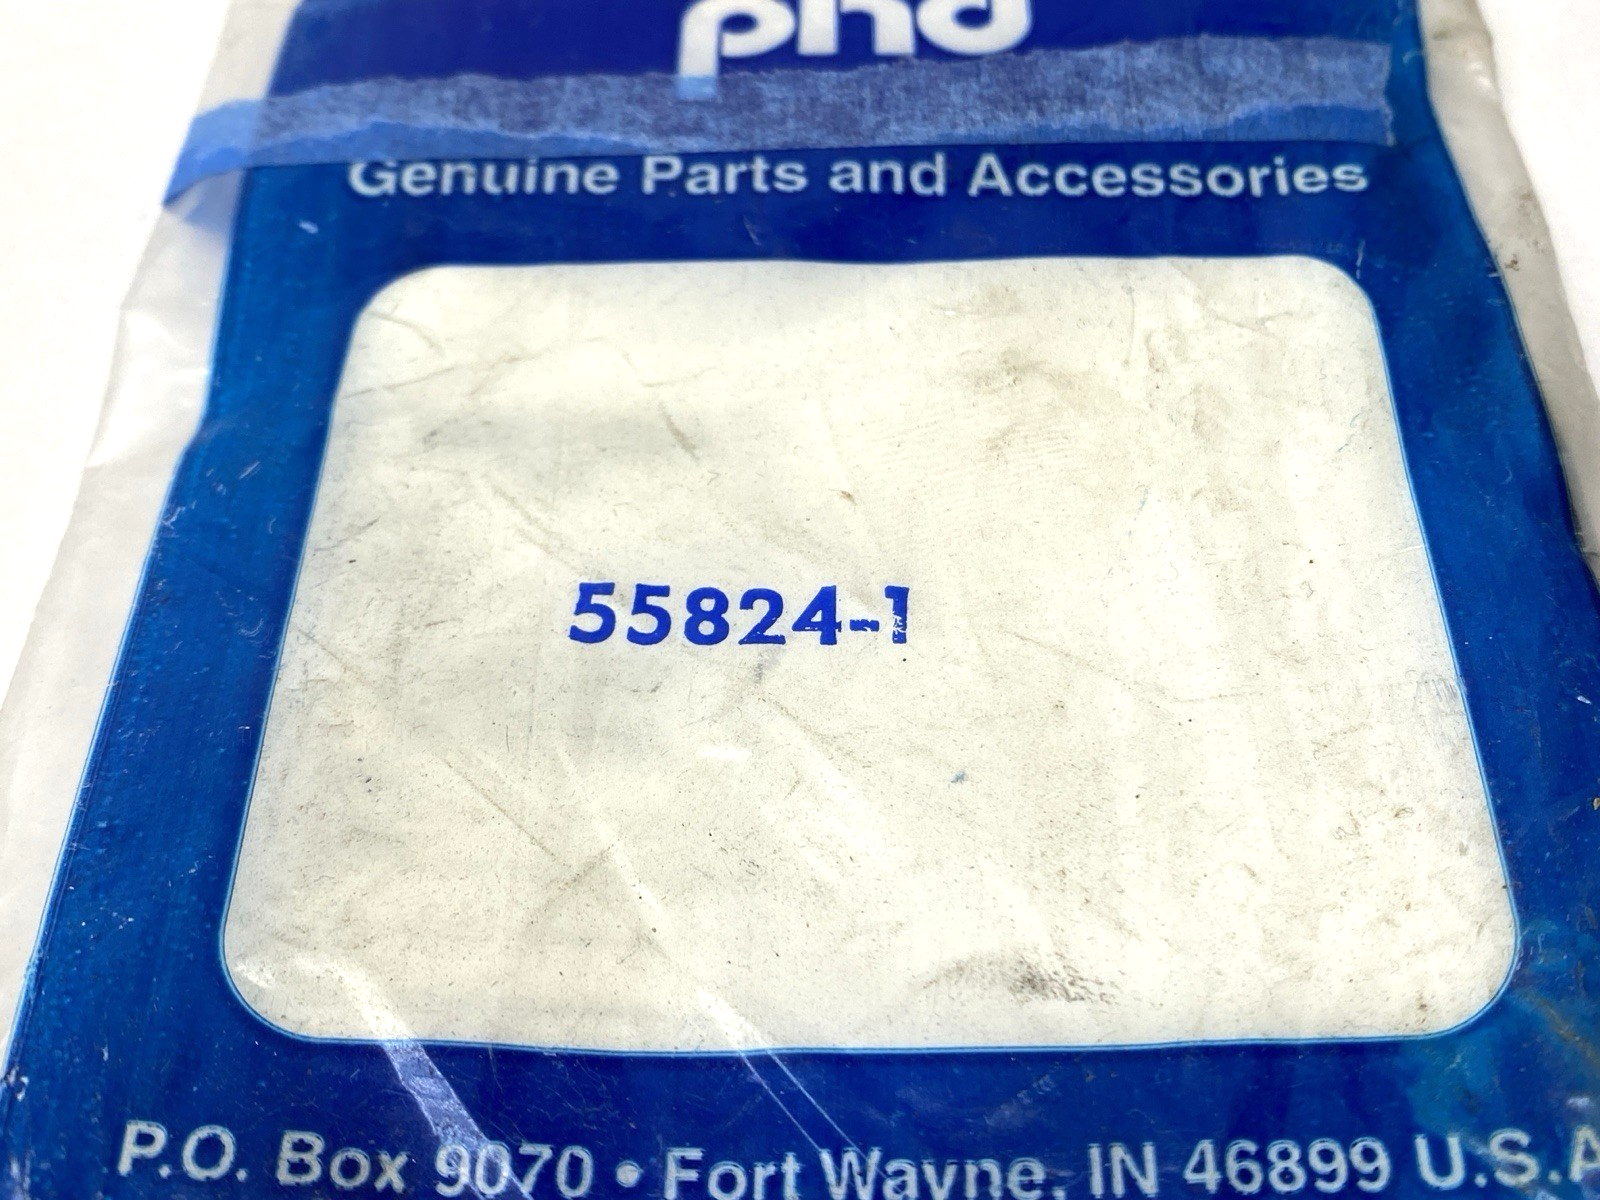 phd
Genuine Parts and Accessories
55824-1
P.O. Box 9070 • Fort Wayne, IN 46899 U.S.A